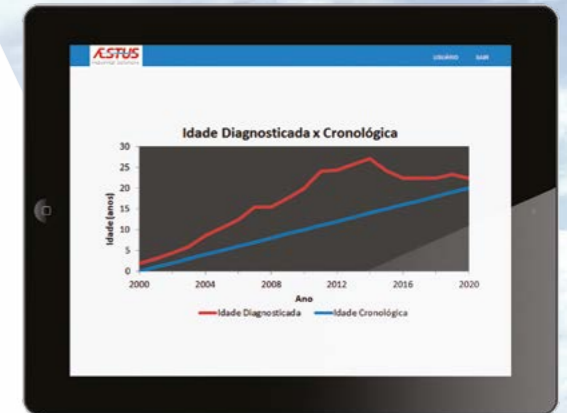 ÆSTUS
USUÁRIO SAIR
Idade Diagnosticada x Cronológica
30
25
20
15
10
5
0
Idade (anos)
2000 2004 2008 2012 2016 2020
Ano
Idade Diagnosticada Idade Cronológica